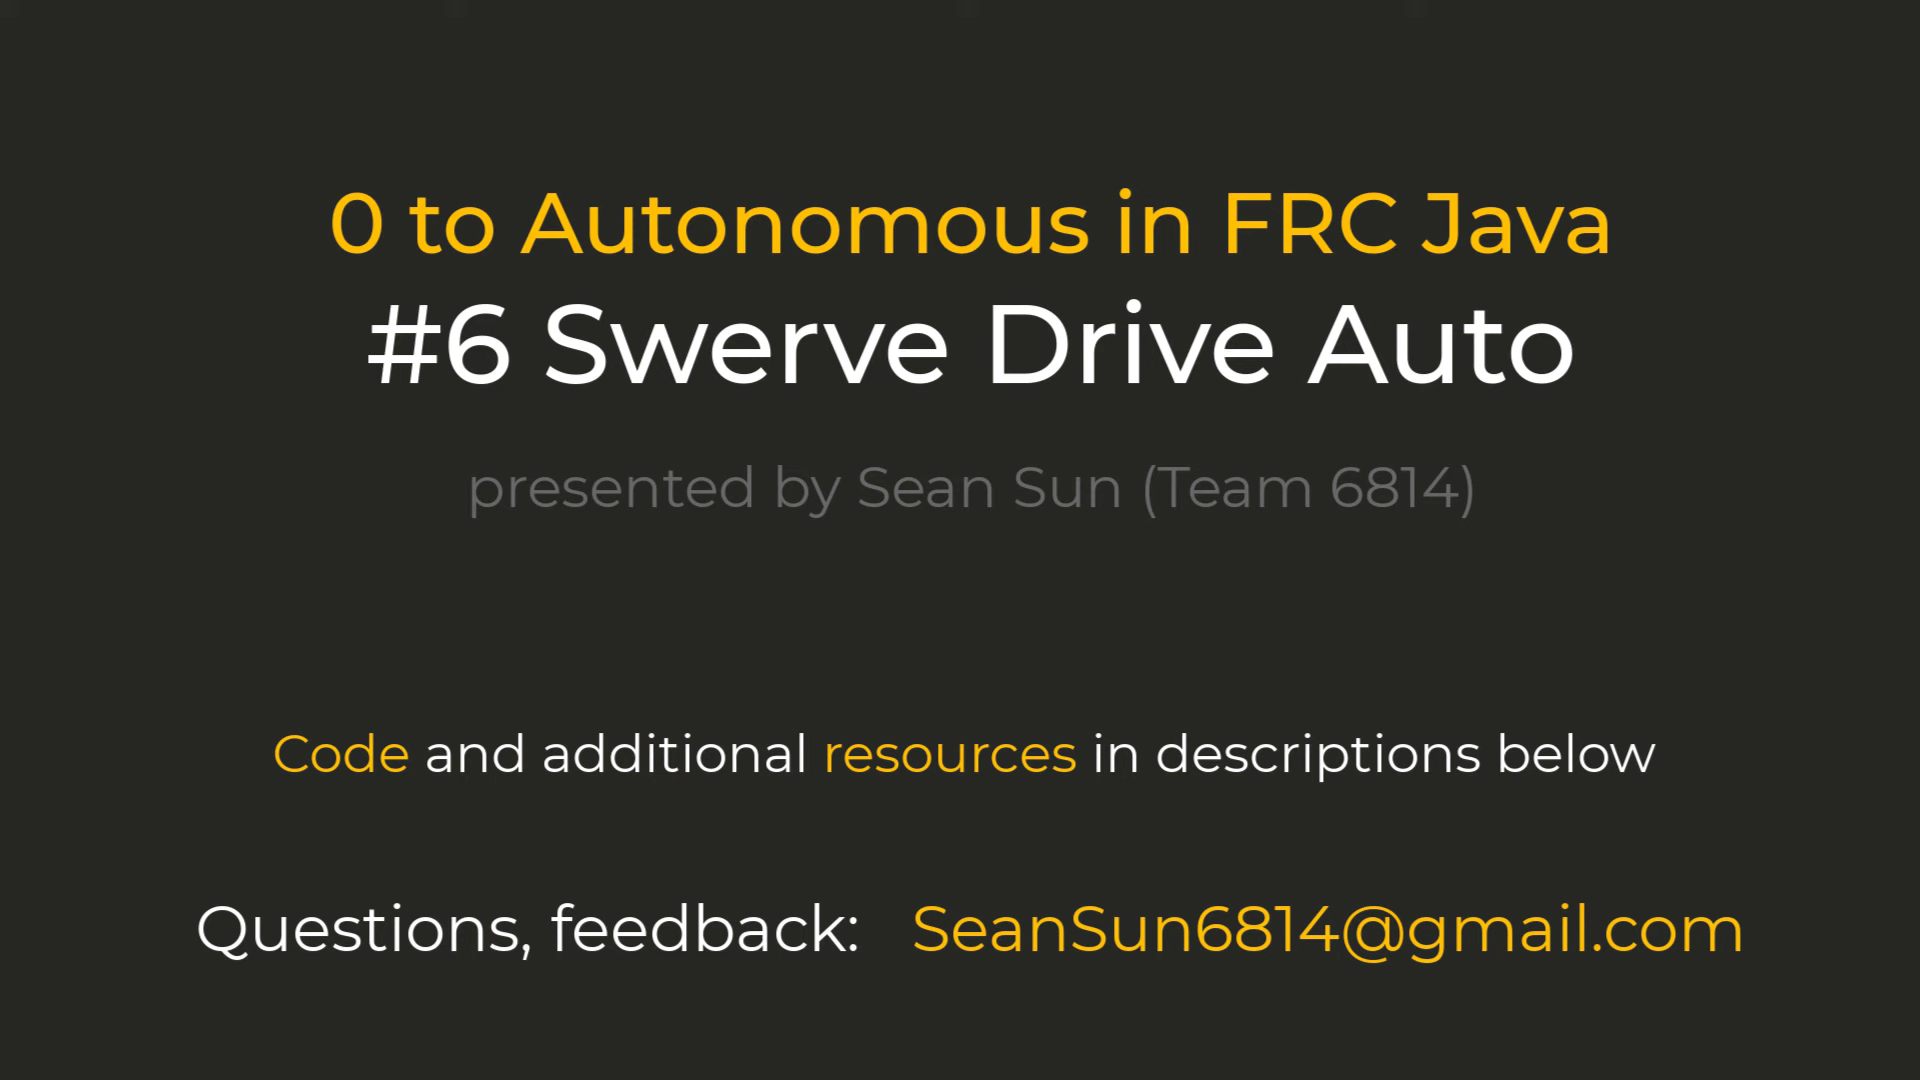 0 to Autonomous in FRC Java
#6 Swerve Drive Auto
presented by Sean Sun (Team 6814)
Code and additional resources in descriptions below
Questions, feedback: SeanSun6814@gmail.com